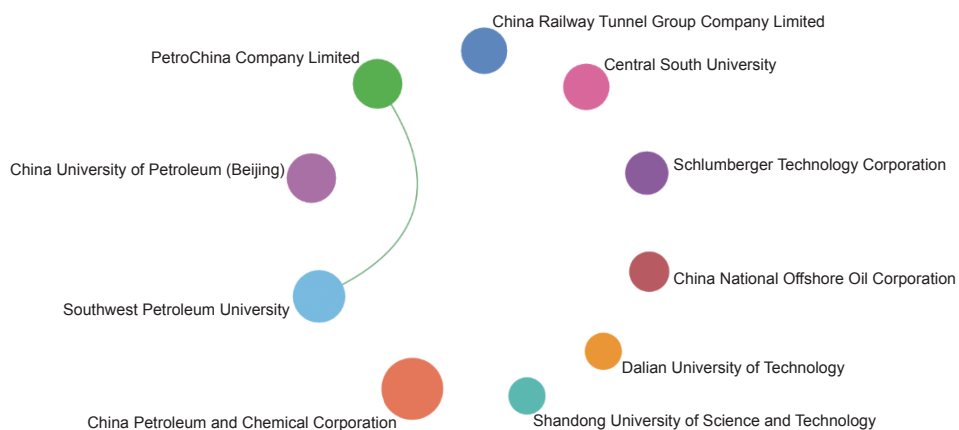 China Railway Tunnel Group Company Limited
PetroChina Company Limited
Central South University
China University of Petroleum (Beijing)
Schlumberger Technology Corporation
China National Offshore Oil Corporation
Southwest Petroleum University
Dalian University of Technology
China Petroleum and Chemical Corporation
Shandong University of Science and Technology